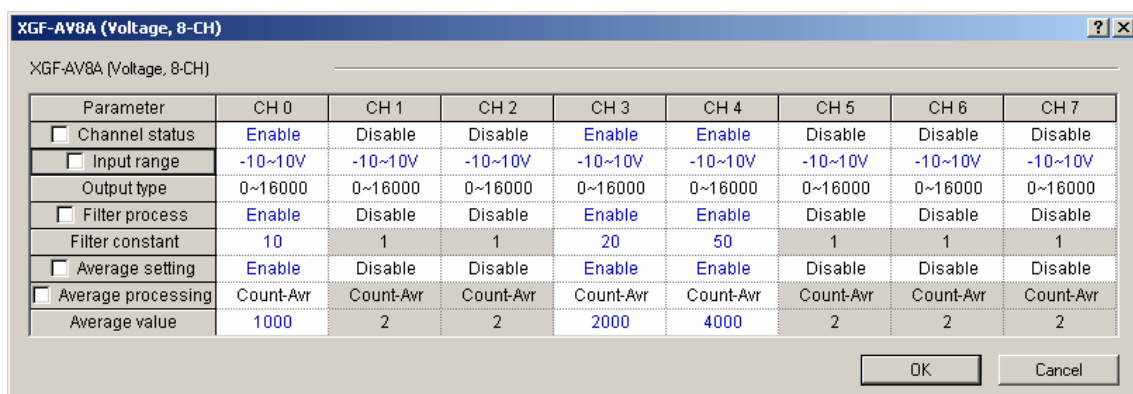 XGF-AV8A (Voltage, 8-CH)
XGF-AV8A (Voltage, 8-CH)
Parameter CH 0 CH 1 CH 2 CH 3 CH 4 CH 5 CH 6 CH 7
Channel status Enable Disable Disable Enable Enable Disable Disable Disable
Input range -10~10V -10~10V -10~10V -10~10V -10~10V -10~10V -10~10V -10~10V
Output type 0~16000 0~16000 0~16000 0~16000 0~16000 0~16000 0~16000 0~16000
Filter process Enable Disable Disable Enable Enable Disable Disable Disable
Filter constant 10 1 1 20 50 1 1 1
Average setting Enable Disable Disable Enable Enable Disable Disable Disable
Average processing Count-Avr Count-Avr Count-Avr Count-Avr Count-Avr Count-Avr Count-Avr Count-Avr
Average value 1000 2 2 2000 4000 2 2 2
OK Cancel